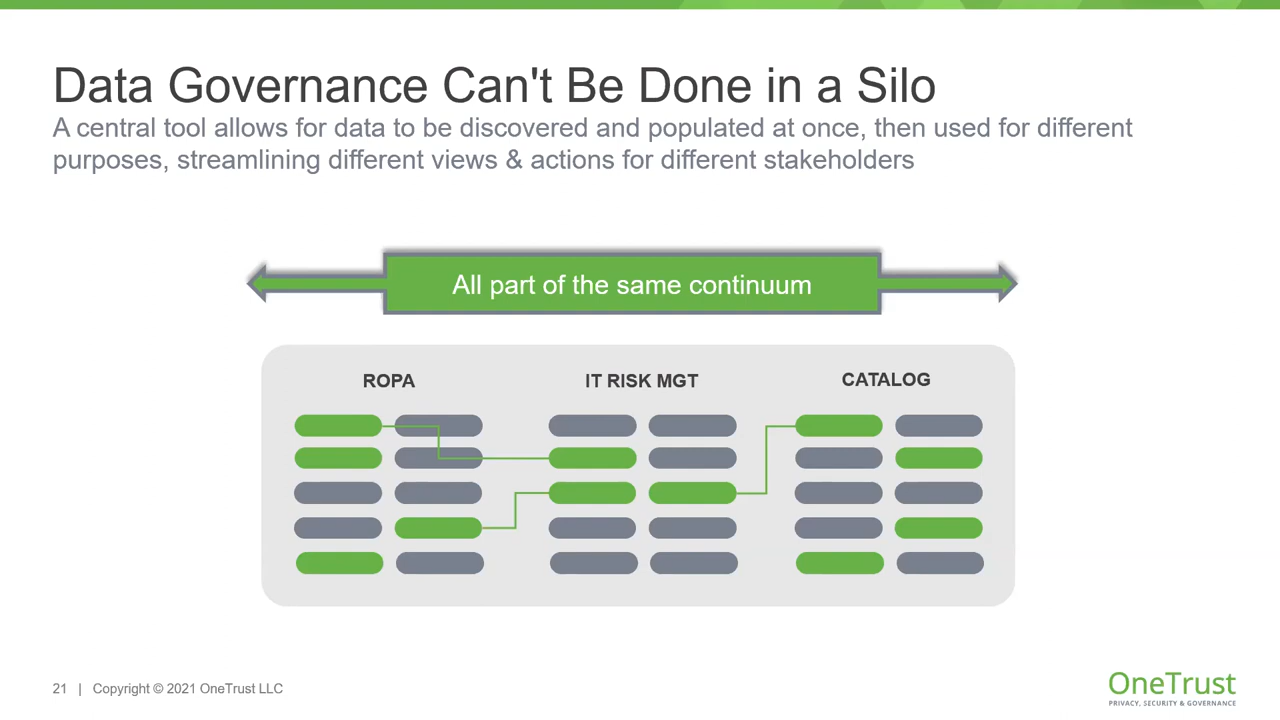 Data Governance Can't Be Done in a Silo
A central tool allows for data to be discovered and populated at once, then used for different
purposes, streamlining different views & actions for different stakeholders
All part of the same continuum
ROPA
IT RISK MGT
CATALOG
21 | Copyright © 2021 OneTrust LLC
OneTrust
PRIVACY, SECURITY & GOVERNANCE